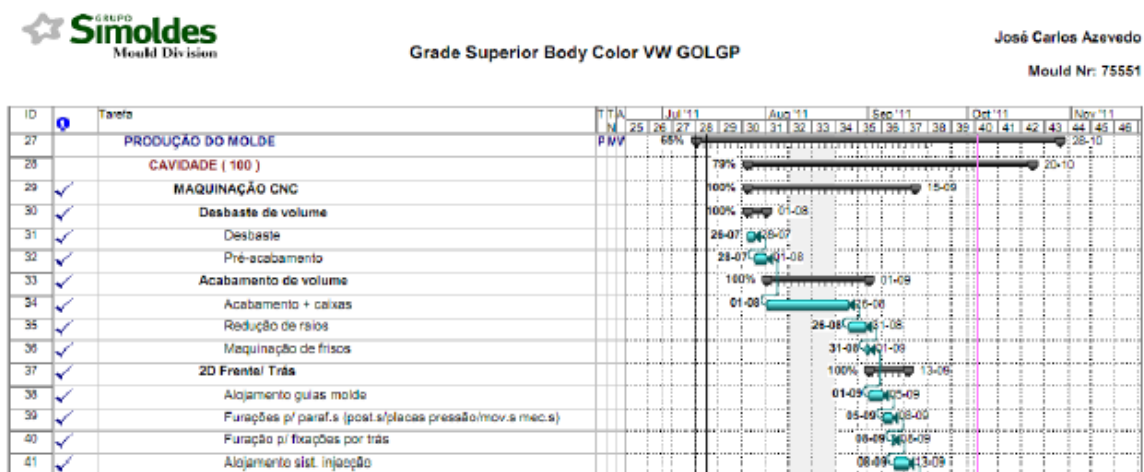 GRUPO
Simoldes
Mould Division
Grade Superior Body Color VW GOLGP
José Carlos Azevedo
Mould Nr: 75551
ID Tarefa T T A Jul '11 Aug '11 Sep '11 Oct '11 Nov '11
N 25 26 27 28 29 30 31 32 33 34 35 36 37 38 39 40 41 42 43 44 45 46
27 PRODUÇÃO DO MOLDE P M V 65% 28-10
28 CAVIDADE ( 100 ) 79% 20-10
29 MAQUINAÇÃO CNC 100% 15-09
30 Desbaste de volume 100% 01-08
31 Desbaste 26-07 28-07
32 Pré-acabamento 28-07 01-08
33 Acabamento de volume 100% 01-09
34 Acabamento + caixas 01-08 26-08
35 Redução de raios 26-08 31-08
36 Maquinação de frisos 31-08 01-09
37 2D Frente/ Trás 100% 13-09
38 Alojamento guias molde 01-09 05-09
39 Furações p/ paraf.s (post.s/placas pressão/mov.s mec.s) 05-09 08-09
40 Furação p/ fixações por trás 08-09 08-09
41 Alojamento sist. injecção 08-09 13-09